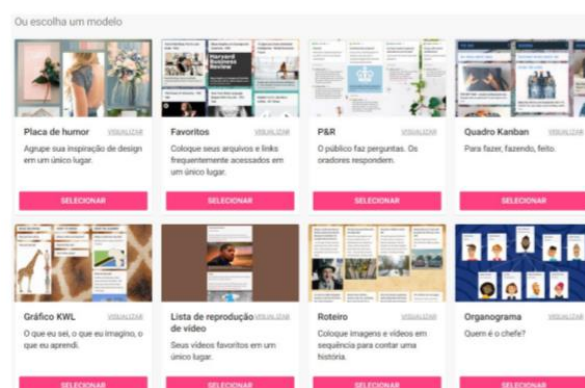 Ou escolha um modelo
Harvard
Business
Review
Placa de humor VISUALIZAR
Agrupe sua inspiração de design
em um único lugar.
SELECIONAR
Favoritos VISUALIZAR
Coloque seus arquivos e links
frequentemente acessados em
um único lugar.
SELECIONAR
P&R VISUALIZAR
O público faz perguntas. Os
oradores respondem.
SELECIONAR
Quadro Kanban VISUALIZAR
Para fazer, fazendo, feito.
SELECIONAR
Gráfico KWL VISUALIZAR
O que eu sei, o que eu imagino, o
que eu aprendi.
SELECIONAR
Lista de reprodução VISUALIZAR
de vídeo
Seus vídeos favoritos em um
único lugar.
SELECIONAR
Roteiro VISUALIZAR
Coloque imagens e vídeos em
sequência para contar uma
história.
SELECIONAR
Organograma VISUALIZAR
Quem é o chefe?
SELECIONAR